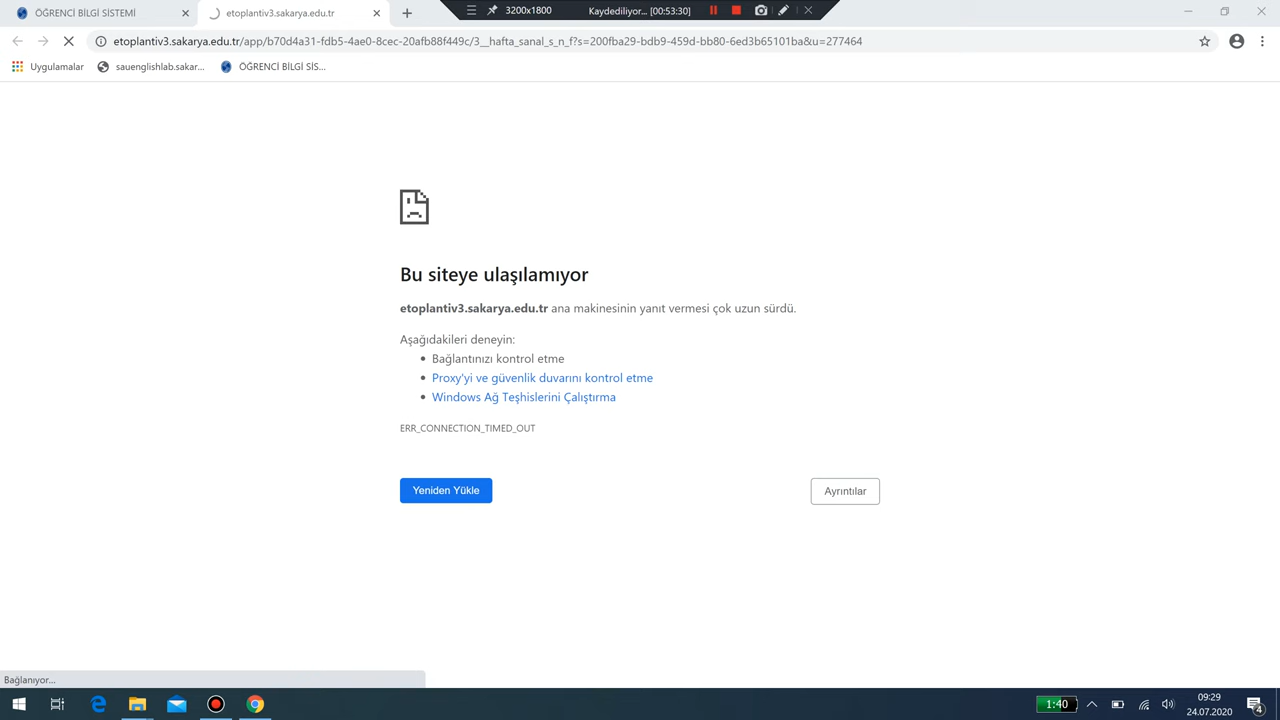 ÖĞRENCİ BİLGİ SİSTEMİ
etoplantiv3.sakarya.edu.tr
3200x1800
Kaydediliyor... [00:53:30]
etoplantiv3.sakarya.edu.tr/app/b70d4a31-fdb5-4ae0-8cec-20afb88f449c/3__hafta_sanal_s_n_f?s=200fba29-bdb9-459d-bb80-6ed3b65101ba&u=277464
Uygulamalar
sauenglishlab.sakar...
ÖĞRENCİ BİLGİ SİS...
Bu siteye ulaşılamıyor
etoplantiv3.sakarya.edu.tr ana makinesinin yanıt vermesi çok uzun sürdü.
Aşağıdakileri deneyin:
Bağlantınızı kontrol etme
Proxy'yi ve güvenlik duvarını kontrol etme
Windows Ağ Teşhislerini Çalıştırma
ERR_CONNECTION_TIMED_OUT
Yeniden Yükle
Ayrıntılar
Bağlanıyor...
1:40
09:29
24.07.2020
4